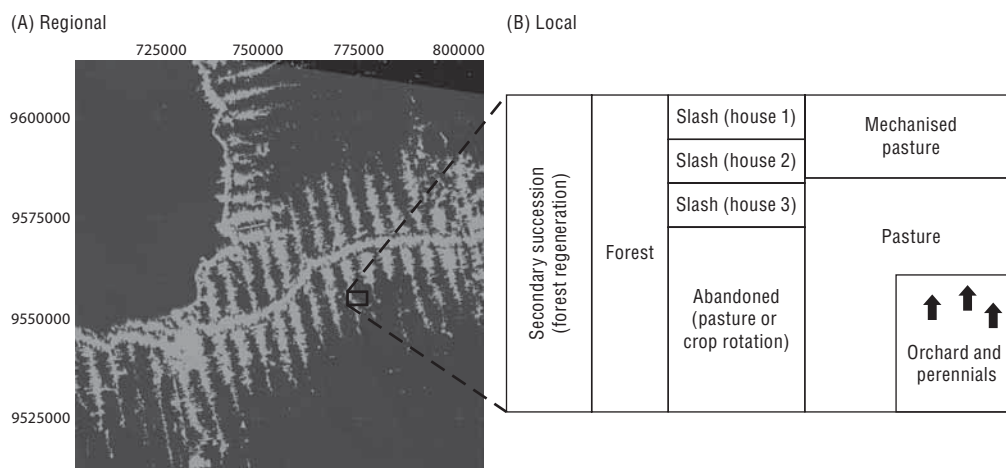 (A) Regional
725000 750000 775000 800000
9600000
9575000
9550000
9525000
(B) Local
Secondary succession
(forest regeneration)
Forest
Slash (house 1)
Slash (house 2)
Slash (house 3)
Abandoned
(pasture or
crop rotation)
Mechanised
pasture
Pasture
Orchard and
perennials